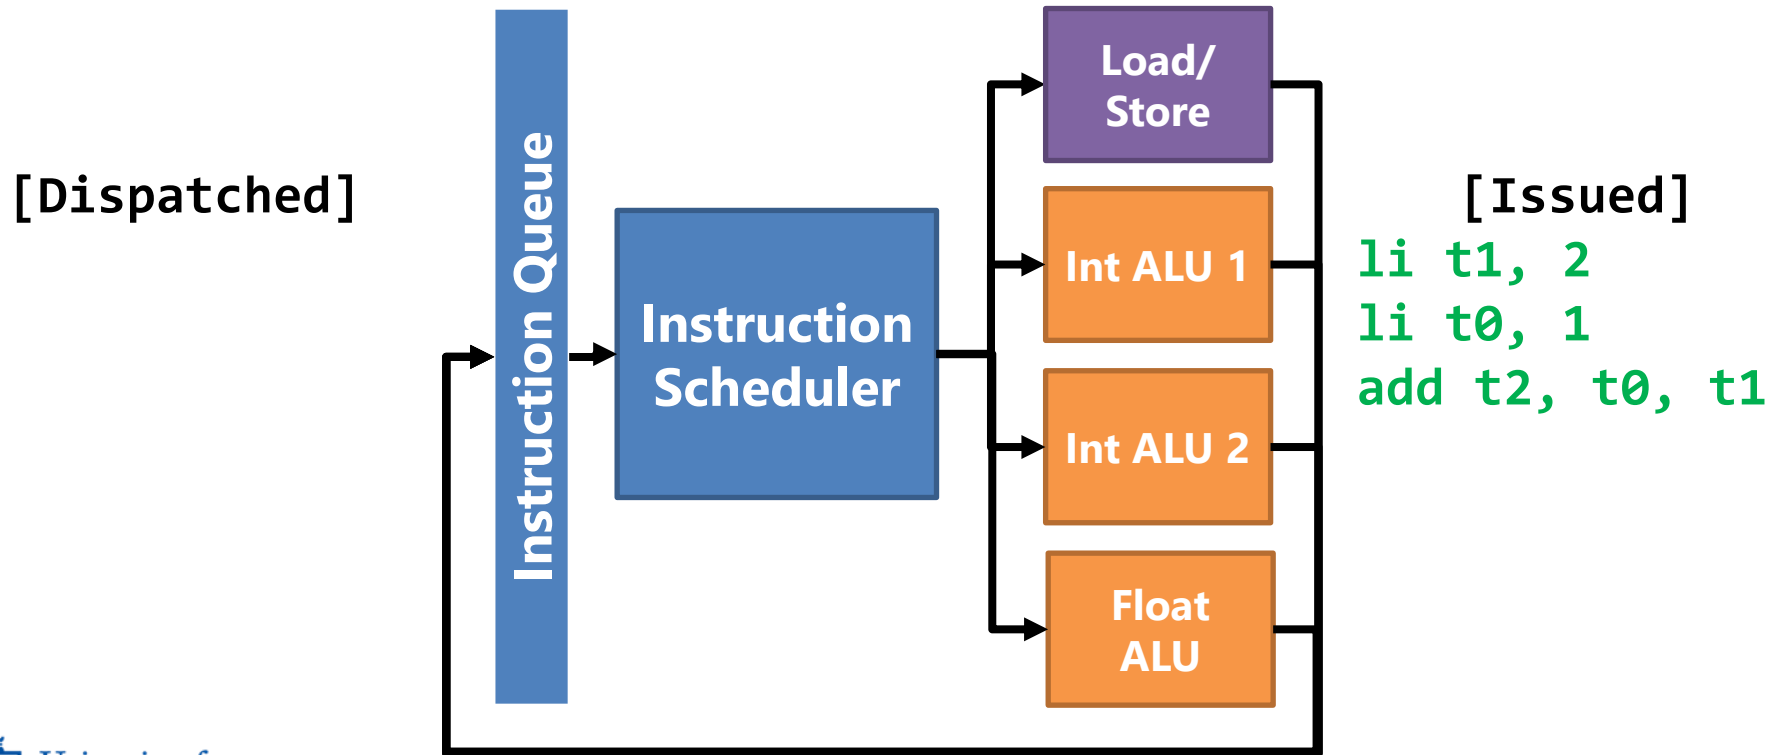 [Dispatched]
Instruction Queue
Instruction
Scheduler
Load/
Store
Int ALU 1
Int ALU 2
Float
ALU
[Issued]
li t1, 2
li t0, 1
add t2, t0, t1